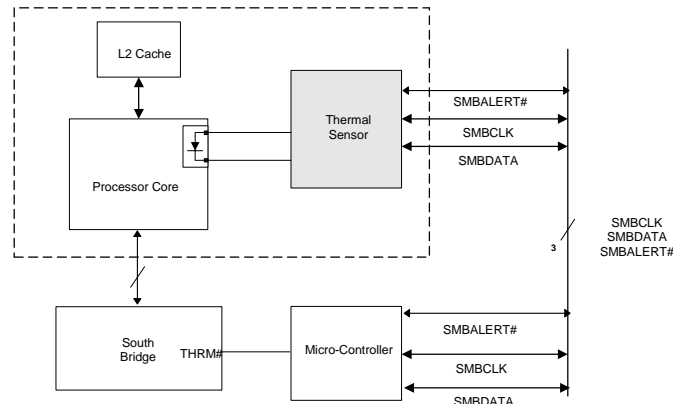 L2 Cache
Thermal
Sensor
SMBALERT#
SMBCLK
SMBDATA
Processor Core
3
SMBCLK
SMBDATA
SMBALERT#
South
Bridge
THRM#
Micro-Controller
SMBALERT#
SMBCLK
SMBDATA